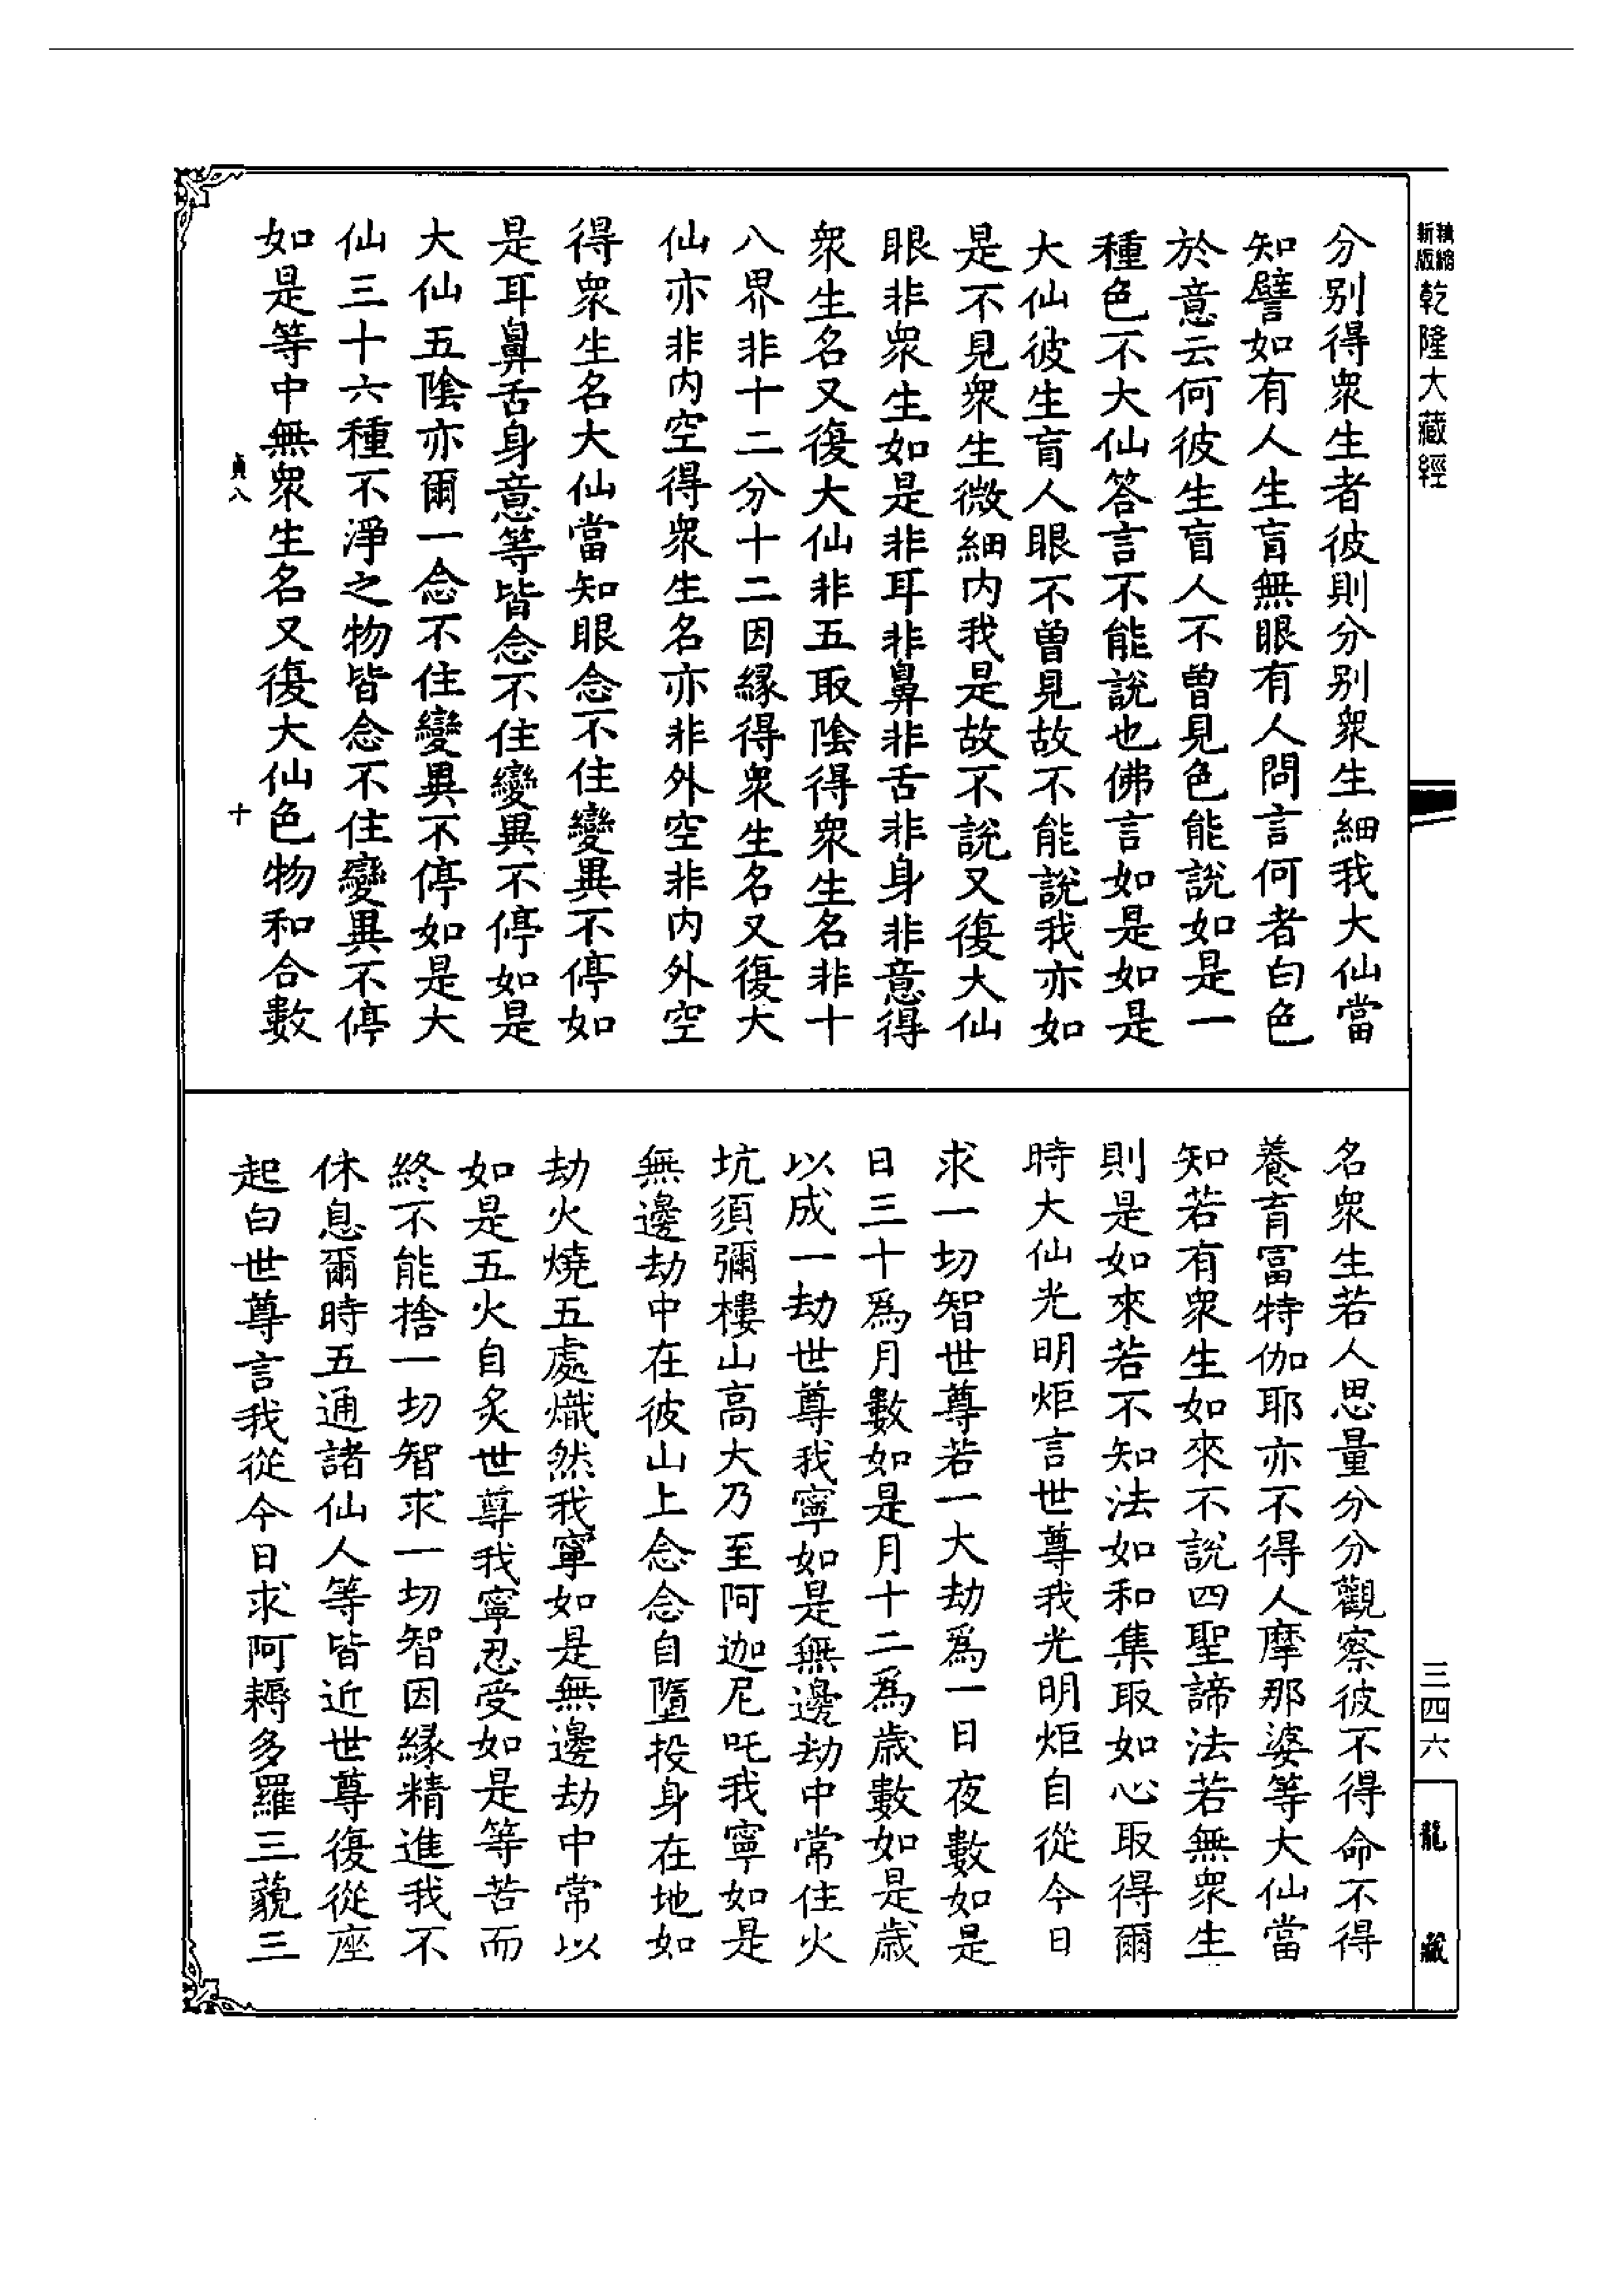 精縮新版乾隆大藏經
分別得衆生者彼則分別衆生細我大仙當
知譬如有人生盲無眼有人問言何者白色
於意云何彼生盲人不曾見色能說如是一
種色不大仙答言不能說也佛言如是如是
大仙彼生盲人眼不曾見故不能說我亦如
是不見衆生微細内我是故不說又復大仙
眼非衆生如是非耳非鼻非舌非身非意得
衆生名又復大仙非五取陰得衆生名非十
八界非十二分十二因緣得衆生名又復大
仙亦非内空得衆生名亦非外空非内外空
得衆生名大仙當知眼念不住變異不停如
是耳鼻舌身意等皆念不住變異不停如是
大仙五陰亦爾一念不住變異不停如是大
仙三十六種不淨之物皆念不住變異不停
如是等中無衆生名又復大仙色物和合數
貞八 十
名衆生若人思量分分觀察彼不得命不得
養育富特伽耶亦不得人摩那婆等大仙當
知若有衆生如來不說四聖諦法若無衆生
則是如來若不知法如和集取如心取得爾
時大仙光明炬言世尊我光明炬自從今日
求一切智世尊若一大劫爲一日夜數如是
日三十爲月數如是月十二爲歲數如是歲
以成一劫世尊我寧如是無邊劫中常住火
坑須彌樓山高大乃至阿迦尼吒我寧如是
無邊劫中在彼山上念念自墮投身在地如
劫火燒五處熾然我寧如是無邊劫中常以
如是五火自炙世尊我寧忍受如是等苦而
終不能捨一切智求一切智因緣精進我不
休息爾時五通諸仙人等皆近世尊復從座
起白世尊言我從今日求阿耨多羅三藐三
三四六
龍藏